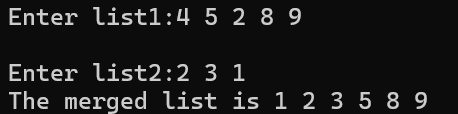 Enter list1:4 5 2 8 9
Enter list2:2 3 1
The merged list is 1 2 3 5 8 9